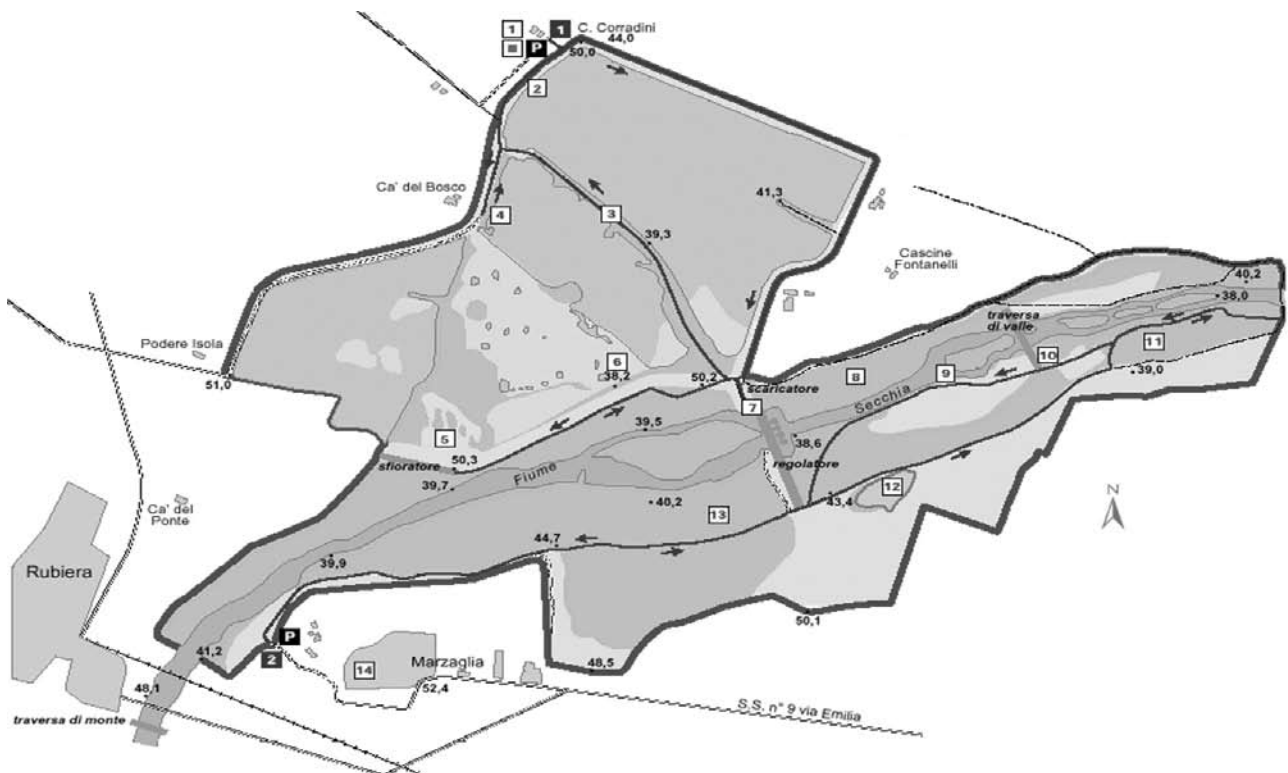 1 1 C. Corradini
P 50,0 44,0
2
Ca' del Bosco
4 3 41,3
39,3
Cascine
Fontanelli
40,2
38,0
traversa
di valle
Podere Isola
51,0
6
38,2
50,2
scaricatore
8 9 10 11
39,0
7
Secchia
5
39,5
38,6
sfioratore
50,3
39,7
Fiume
regolatore
12
43,4
40,2
13
N
Ca' del
Ponte
44,7
39,9
Rubiera
50,1
P
2
41,2
14
Marzaglia
48,5
52,4
48,1
traversa di monte
S.S. n° 9 via Emilia